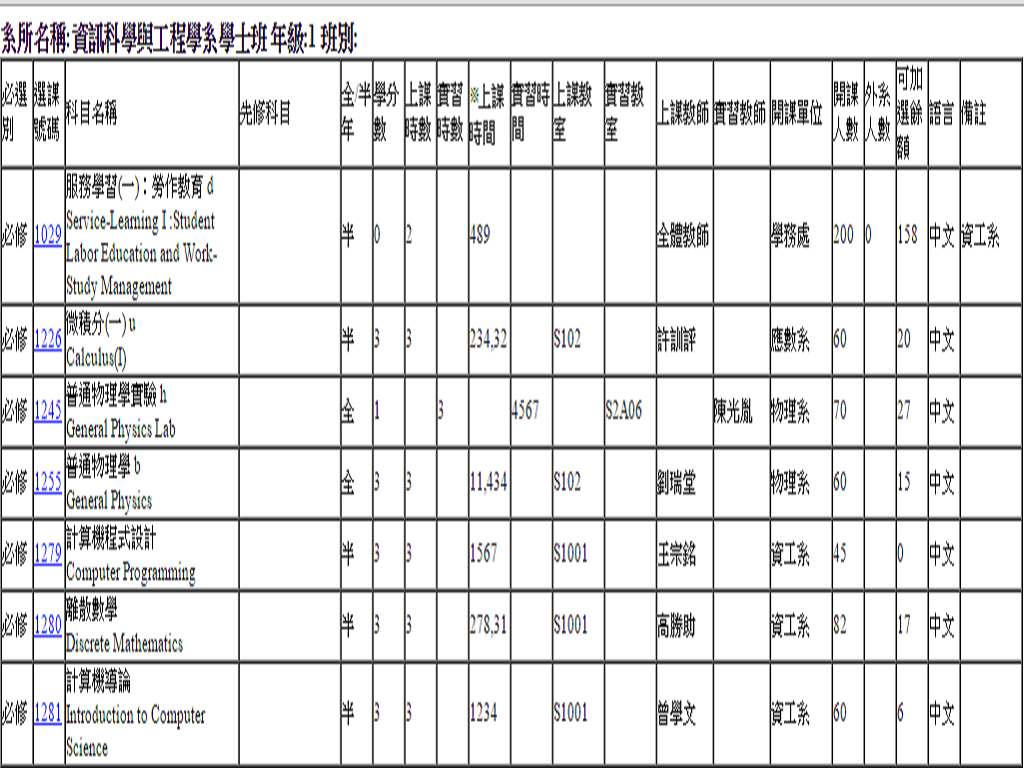 系所名稱:資訊科學與工程學系學士班 年級:1 班別:
必選別 選課號碼 科目名稱 先修科目 全/半年 學分數 上課時數 實習時數 ※上課時間 實習時間 上課教室 實習教室 上課教師 實習教師 開課單位 開課人數 外系人數 可加選餘額 語言 備註
必修 1029 服務學習(一)：勞作教育 d Service-Learning I :Student Labor Education and Work-Study Management 半 0 2 489 全體教師 學務處 200 0 158 中文 資工系
必修 1226 微積分(一) u Calculus(I) 半 3 3 234,32 S102 許訓評 應數系 60 20 中文
必修 1245 普通物理學實驗 h General Physics Lab 全 1 3 4567 S2A06 陳光胤 物理系 70 27 中文
必修 1255 普通物理學 b General Physics 全 3 3 11,434 S102 劉瑞堂 物理系 60 15 中文
必修 1279 計算機程式設計 Computer Programming 半 3 3 1567 S1001 王宗銘 資工系 45 0 中文
必修 1280 離散數學 Discrete Mathematics 半 3 3 278,31 S1001 高勝助 資工系 82 17 中文
必修 1281 計算機導論 Introduction to Computer Science 半 3 3 1234 S1001 曾學文 資工系 60 6 中文